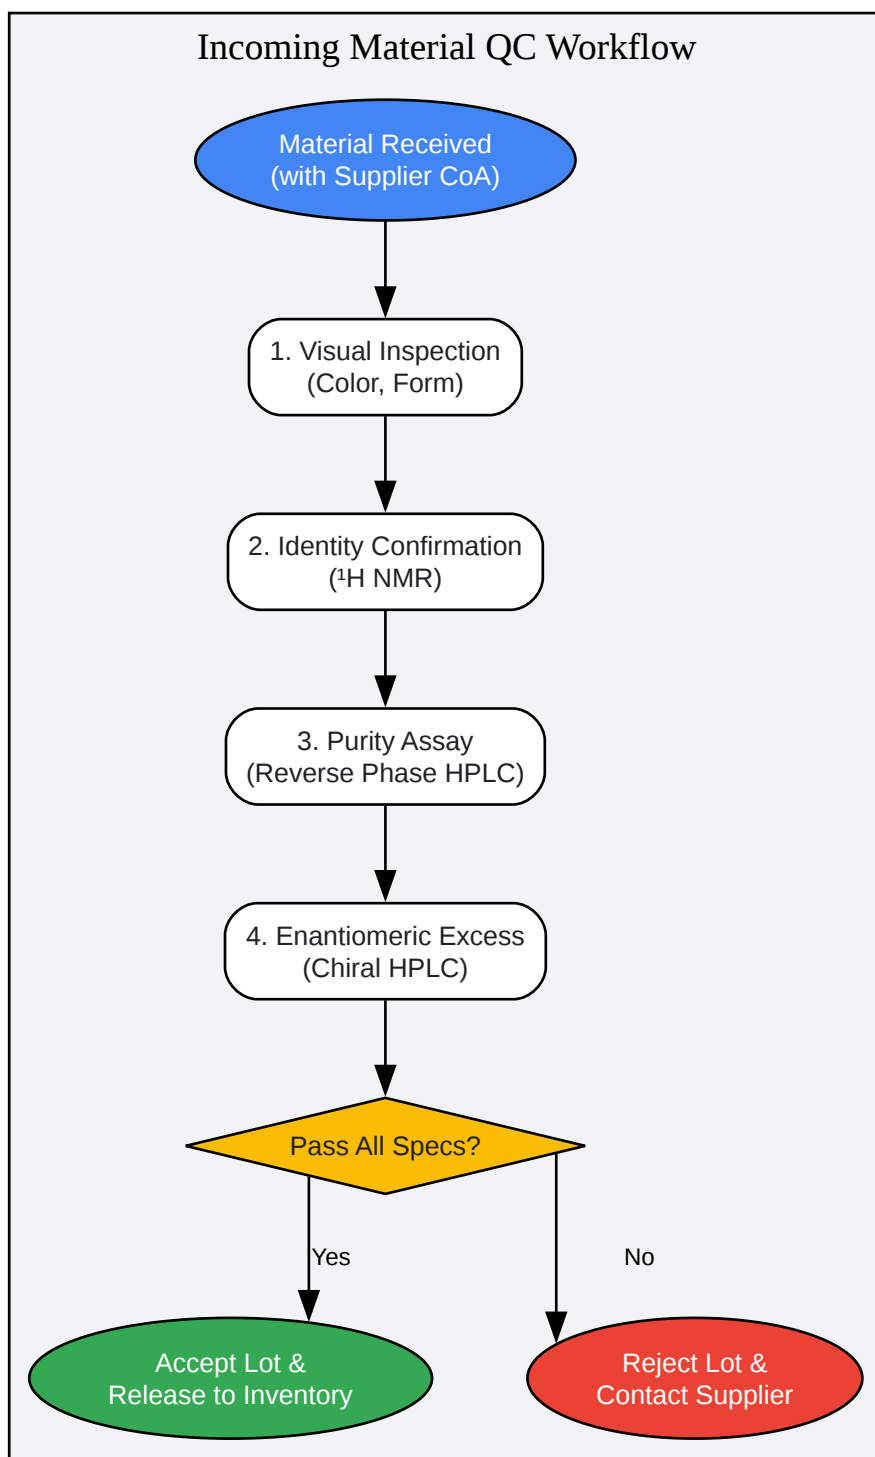 Incoming Material QC Workflow
Material Received
(with Supplier CoA)
1. Visual Inspection
(Color, Form)
2. Identity Confirmation
(¹H NMR)
3. Purity Assay
(Reverse Phase HPLC)
4. Enantiomeric Excess
(Chiral HPLC)
Pass All Specs?
Yes
No
Accept Lot &
Release to Inventory
Reject Lot &
Contact Supplier